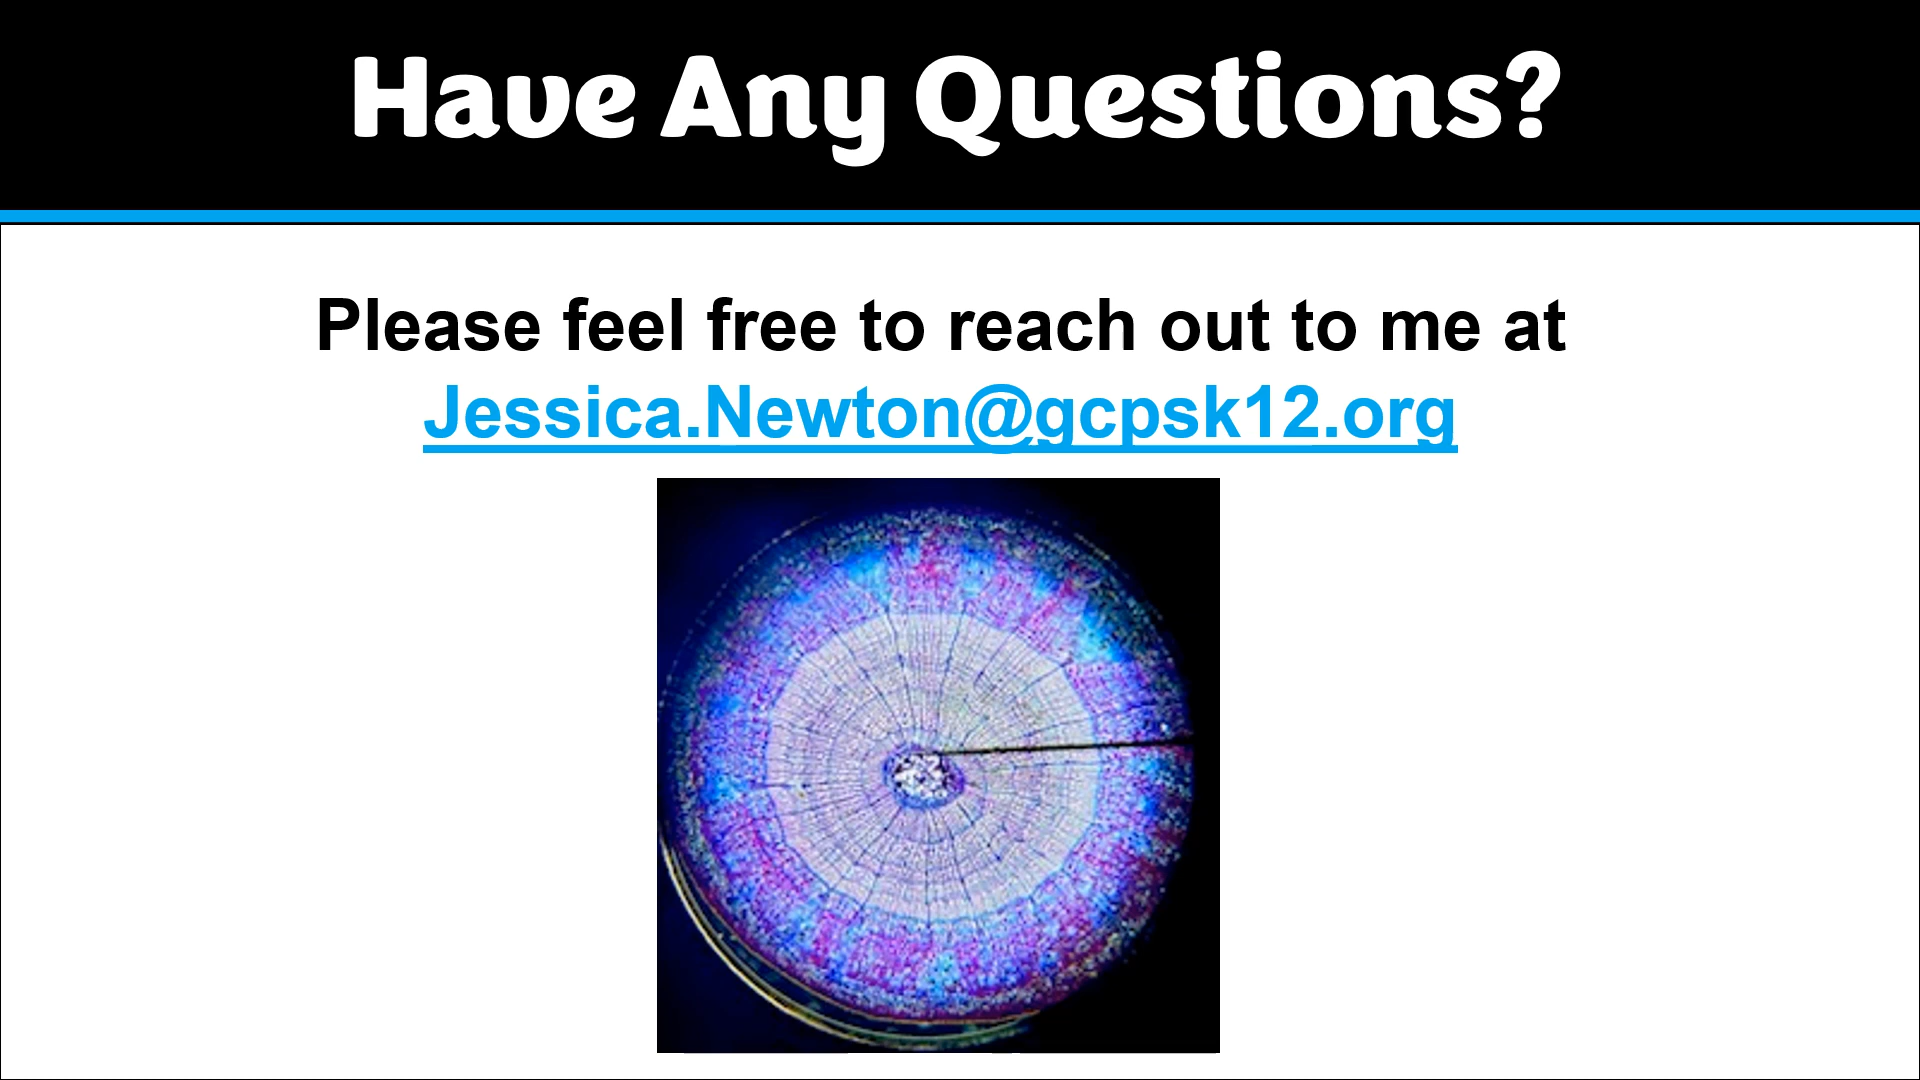 Have Any Questions?
Please feel free to reach out to me at
Jessica.Newton@gcpsk12.org